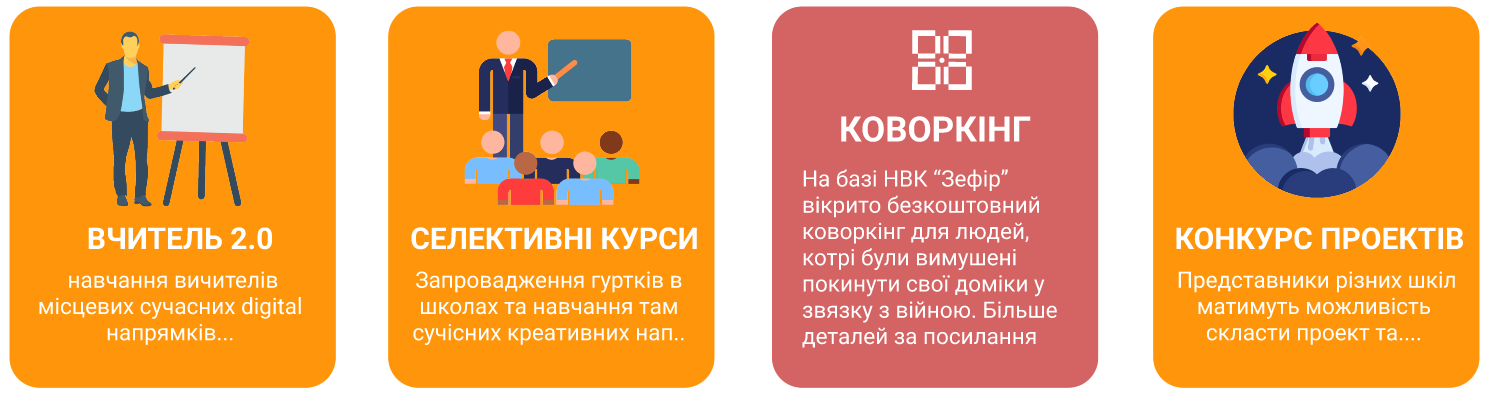 ВЧИТЕЛЬ 2.0
навчання вичителів
місцевих сучасних digital
напрямків...
СЕЛЕКТИВНІ КУРСИ
Запровадження гуртків в
школах та навчання там
сучісних креативних нап..
КОВОРКІНГ
На базі НВК “Зефір”
вікрито безкоштовний
коворкінг для людей,
котрі були вимушені
покинути свої доміки у
звязку з війною. Більше
деталей за посилання
КОНКУРС ПРОЕКТІВ
Представники різних шкіл
матимуть можливість
скласти проект та....